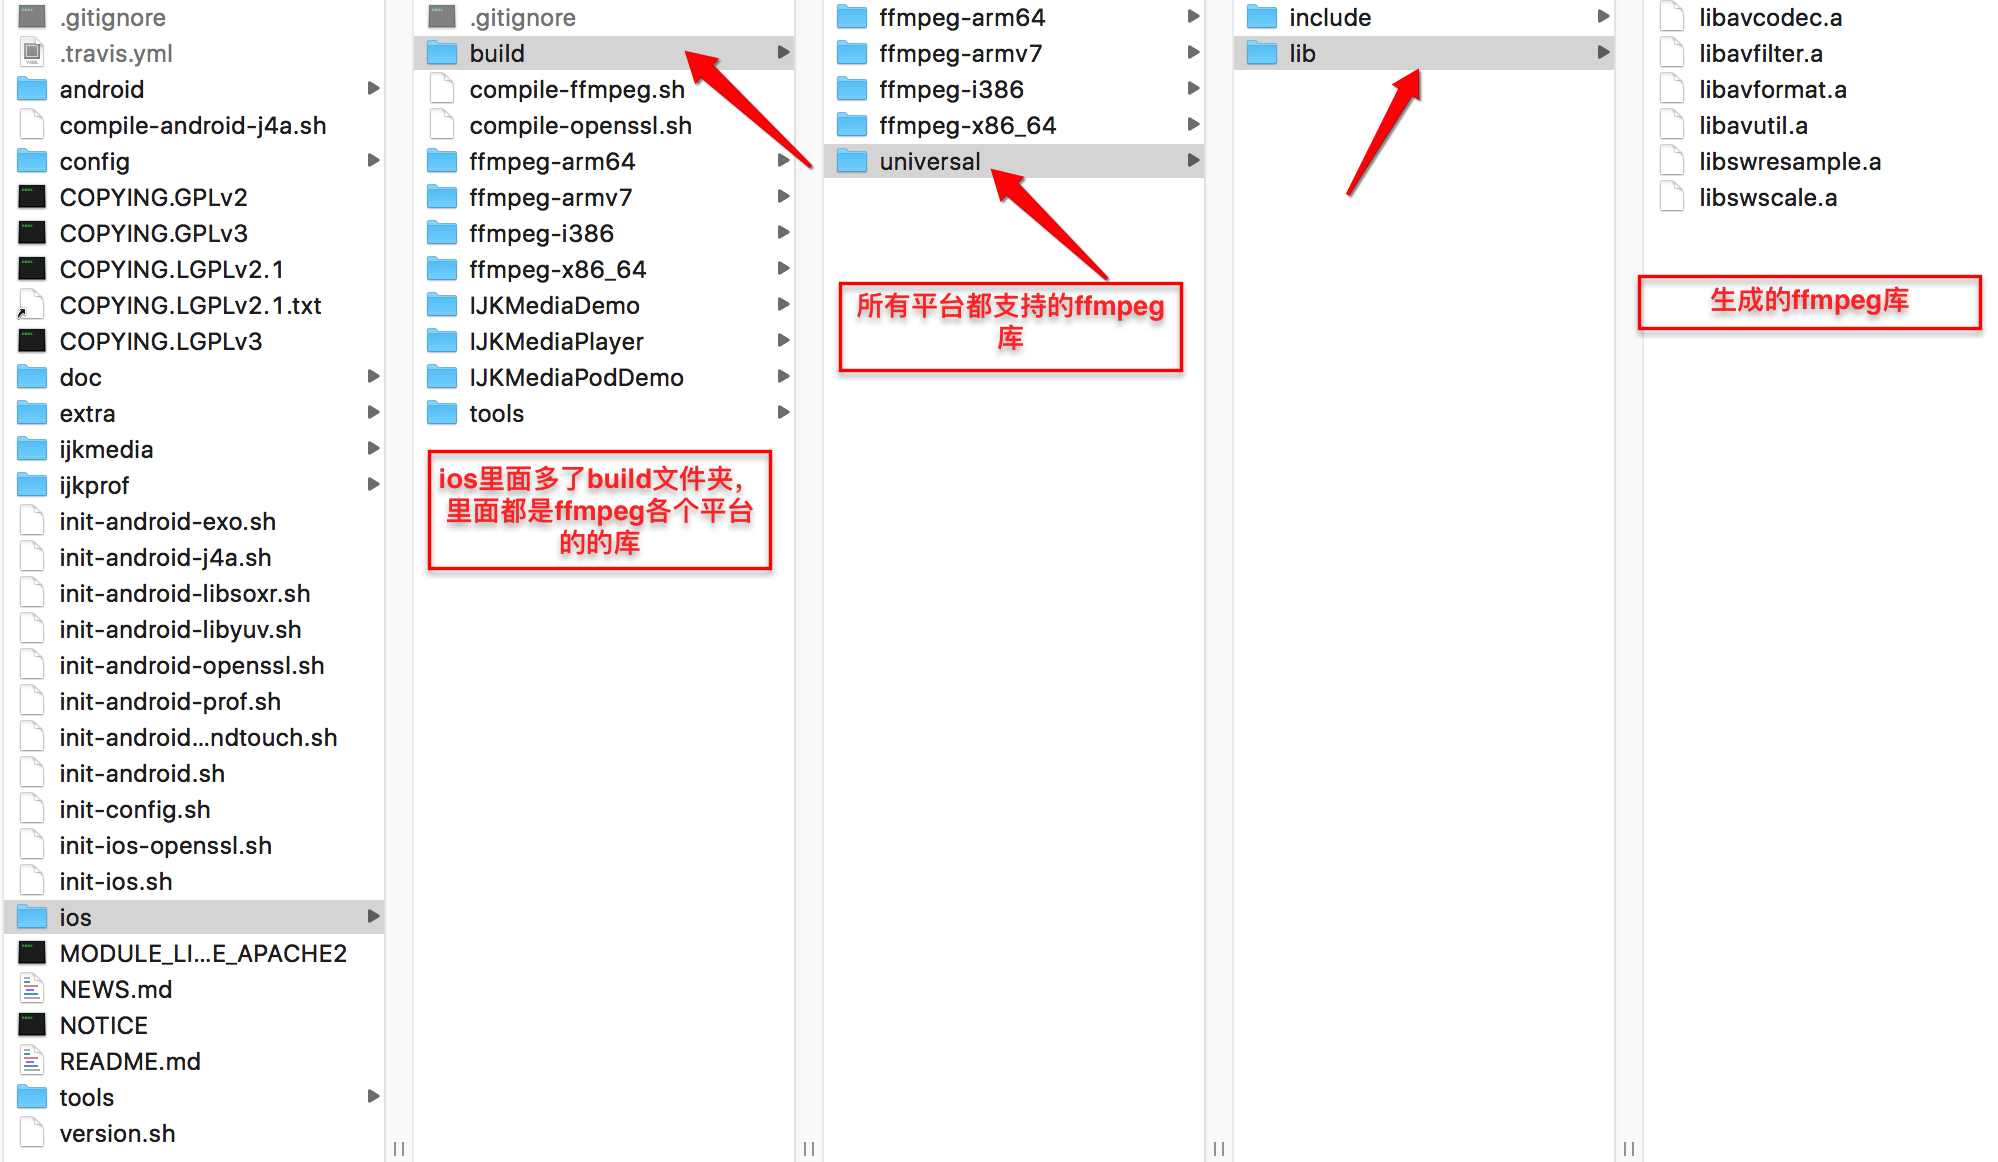 .gitignore
.travis.yml
android
compile-android-j4a.sh
config
COPYING.GPLv2
COPYING.GPLv3
COPYING.LGPLv2.1
COPYING.LGPLv2.1.txt
COPYING.LGPLv3
doc
extra
ijkmedia
ijkprof
init-android-exo.sh
init-android-j4a.sh
init-android-libsoxr.sh
init-android-libyuv.sh
init-android-openssl.sh
init-android-prof.sh
init-android...ndtouch.sh
init-android.sh
init-config.sh
init-ios-openssl.sh
init-ios.sh
ios
MODULE_LI...E_APACHE2
NEWS.md
NOTICE
README.md
tools
version.sh
.gitignore
build
compile-ffmpeg.sh
compile-openssl.sh
ffmpeg-arm64
ffmpeg-armv7
ffmpeg-i386
ffmpeg-x86_64
IJKMediaDemo
IJKMediaPlayer
IJKMediaPodDemo
tools
ios里面多了build文件夹，
里面都是ffmpeg各个平台
的的库
ffmpeg-arm64
ffmpeg-armv7
ffmpeg-i386
ffmpeg-x86_64
universal
所有平台都支持的ffmpeg
库
include
lib
libavcodec.a
libavfilter.a
libavformat.a
libavutil.a
libswresample.a
libswscale.a
生成的ffmpeg库